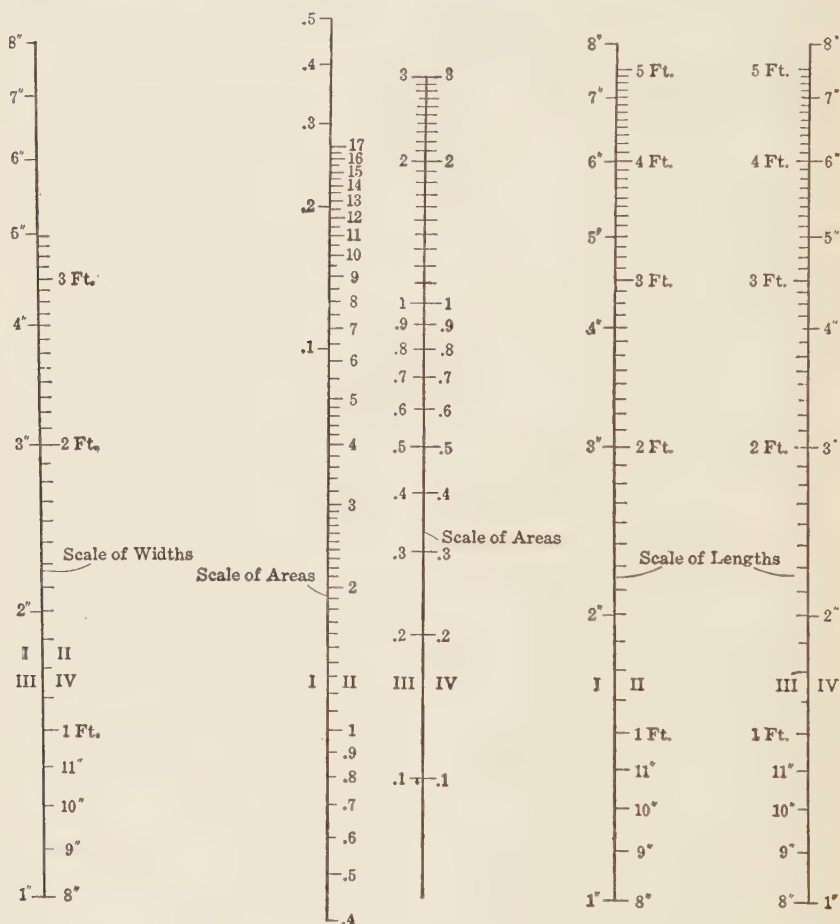 8"
7"
6"
5"
3 Ft.
4"
3" 2 Ft.
Scale of Widths
2"
I II
III IV
1 Ft.
11"
10"
9"
1" 8"
.5
.4
.3
17
16
15
14
.2
13
12
11
10
9
8
7
.1
6
5
4
3
2
Scale of Areas
I II
1
.9
.8
.7
.6
.5
.4
3 3
2 2
1 1
.9 .9
.8 .8
.7 .7
.6 .6
.5 .5
.4 .4
Scale of Areas
.3 .3
.2 .2
III IV
.1 .1
8"
5 Ft.
7"
6" 4 Ft.
5"
3 Ft.
4"
3" 2 Ft.
Scale of Lengths
2"
I II
1 Ft.
11"
10"
9"
1" 8"
8"
5 Ft.
7"
4 Ft. 6"
5"
3 Ft.
4"
2 Ft. 3"
2"
III IV
1 Ft.
11"
10"
9"
8" 1"